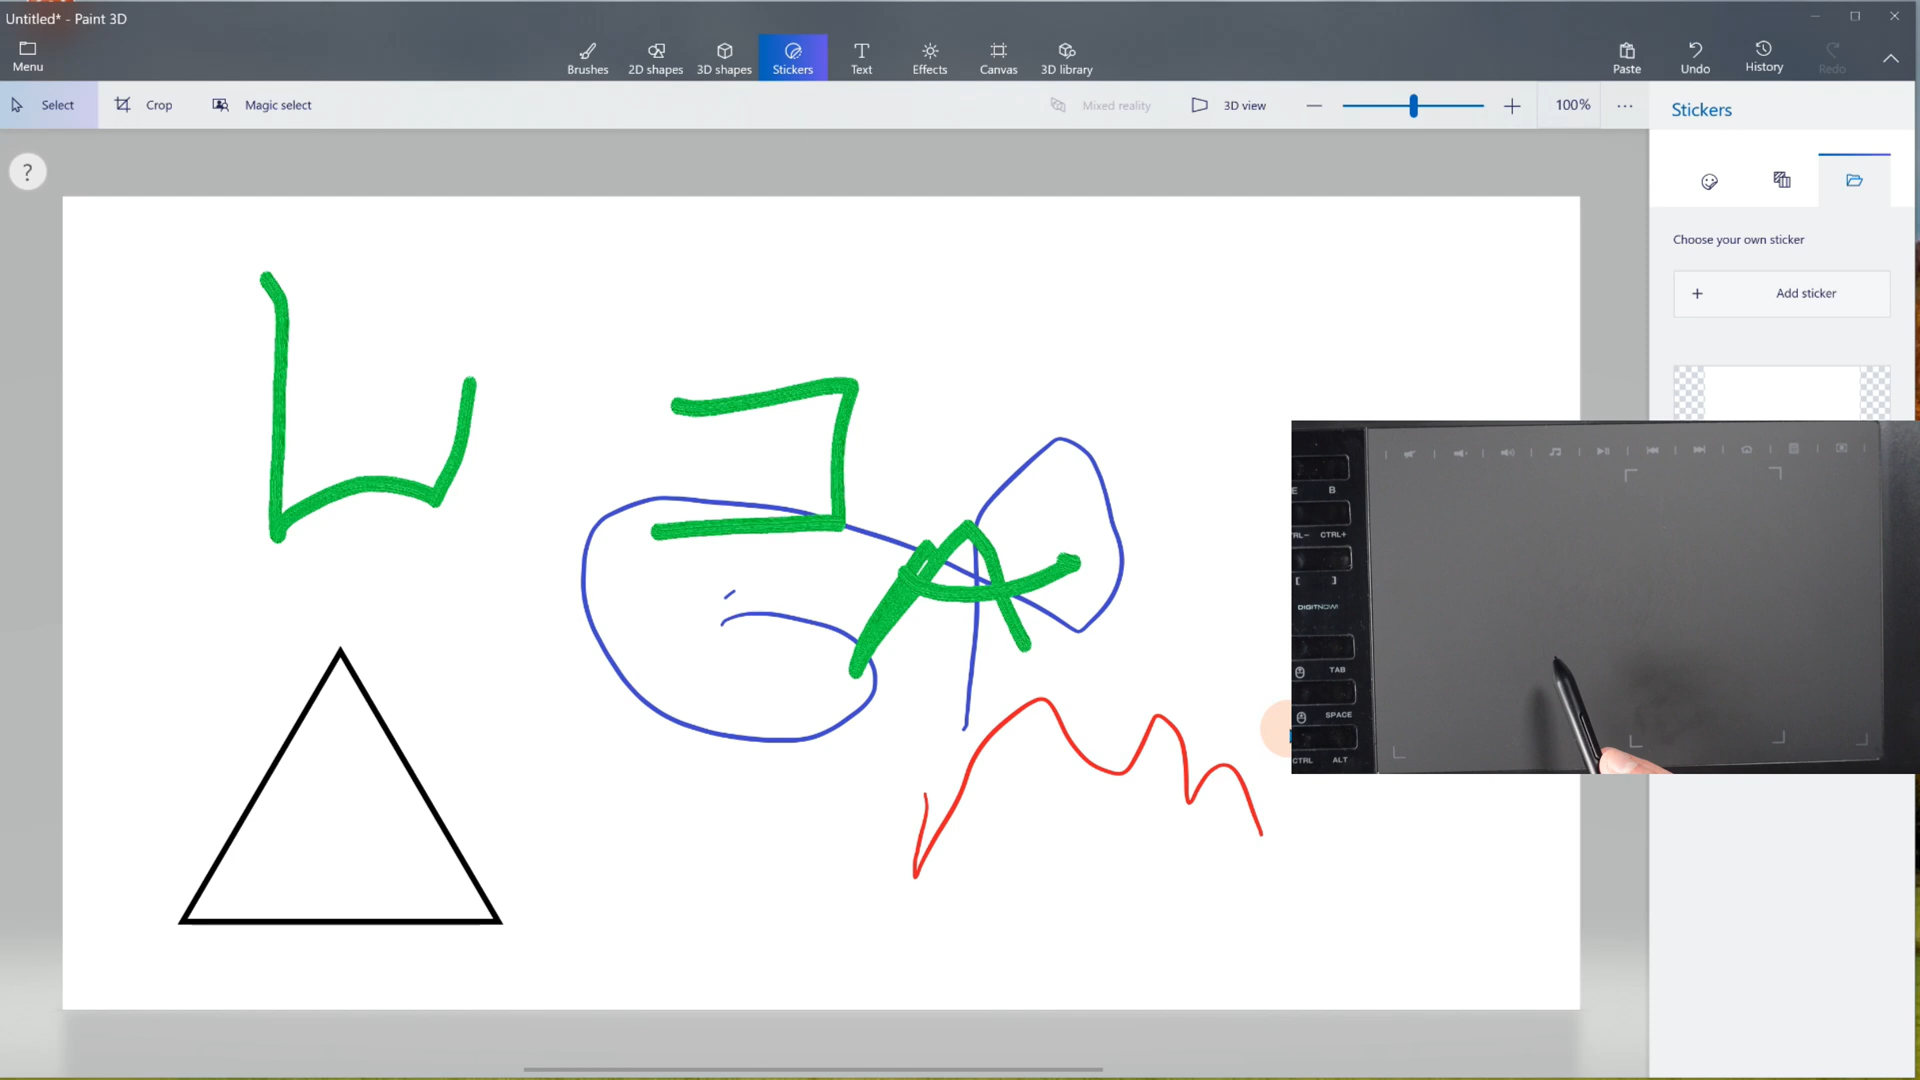 Untitled* - Paint 3D
Menu
Brushes
2D shapes
3D shapes
Stickers
Text
Effects
Canvas
3D library
Paste
Undo
History
Redo
Select
Crop
Magic select
Mixed reality
3D view
100%
Stickers
?
Choose your own sticker
+ Add sticker
E B
CTRL+
[ ]
DIGITNOW!
TAB
SPACE
CTRL ALT
A